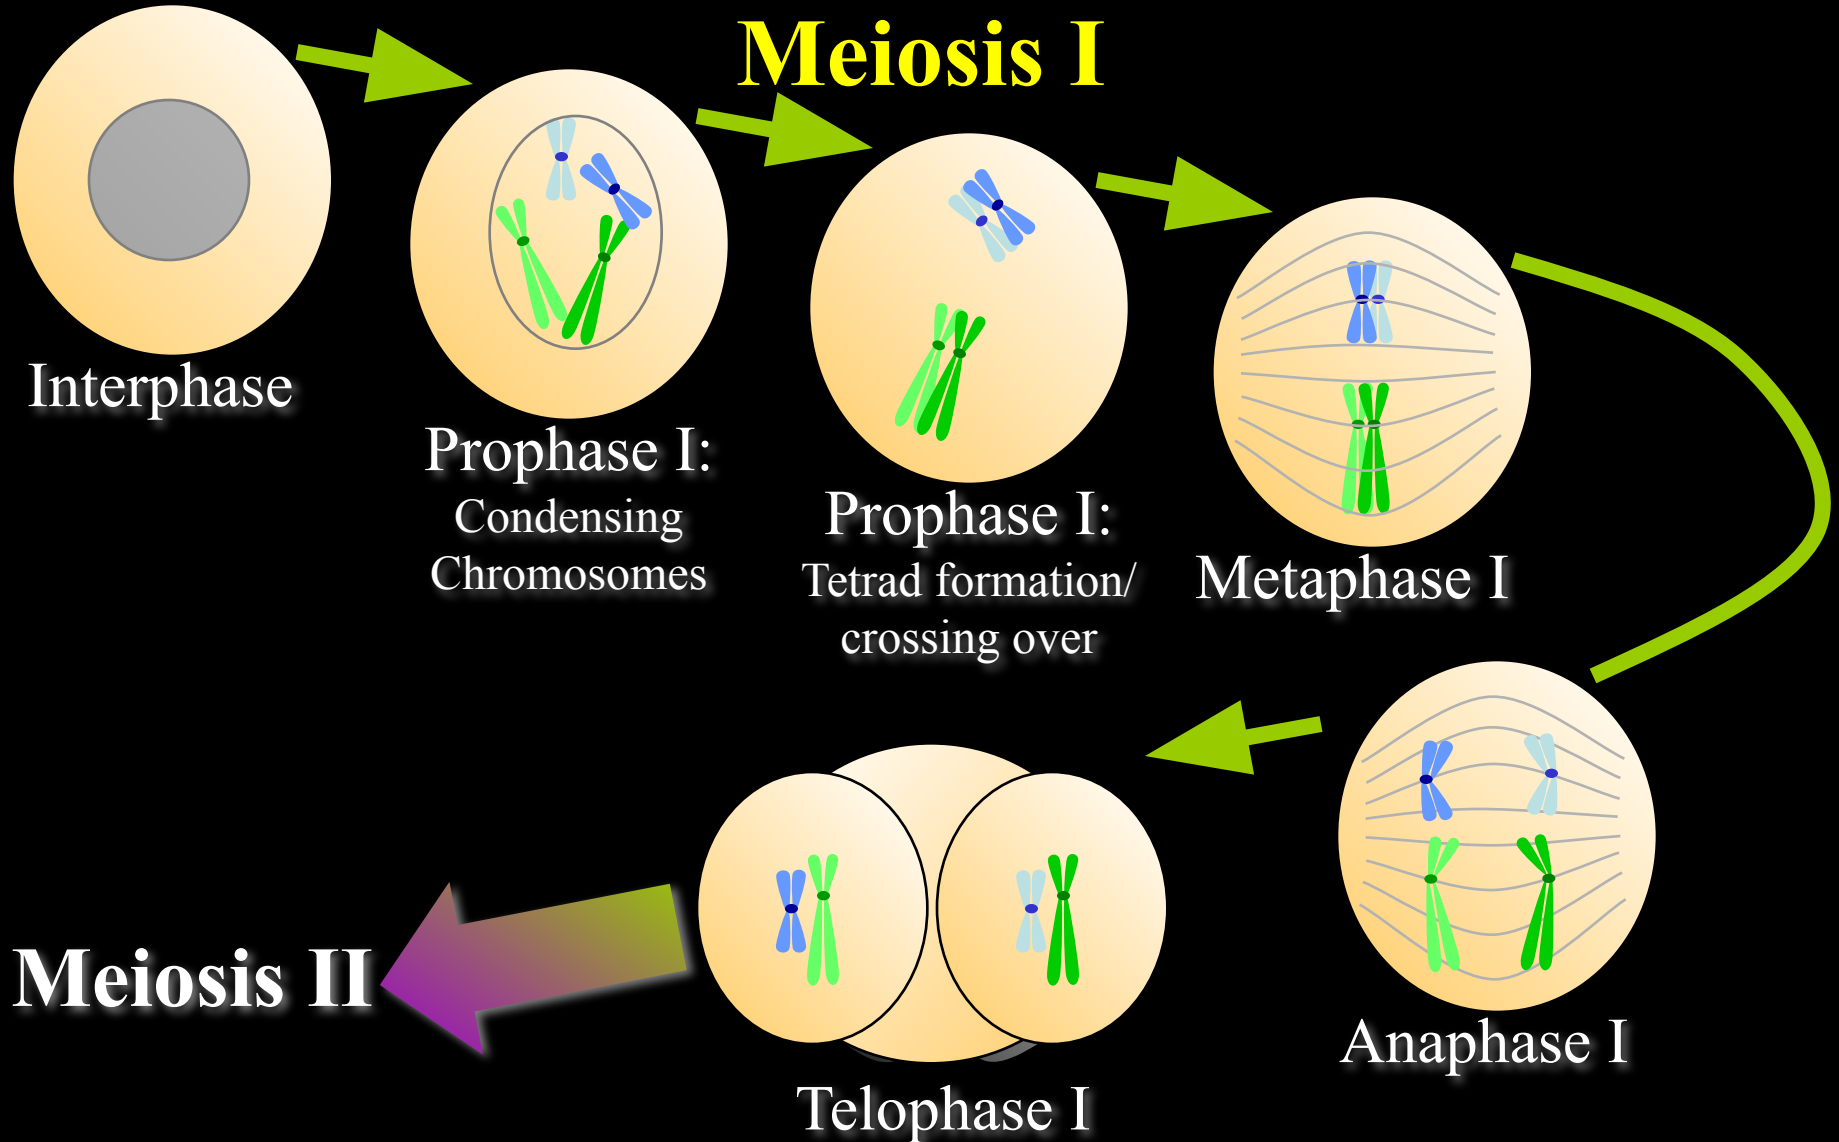 Meiosis I
Interphase
Prophase I:
Condensing
Chromosomes
Prophase I:
Tetrad formation/
crossing over
Metaphase I
Anaphase I
Telophase I
Meiosis II